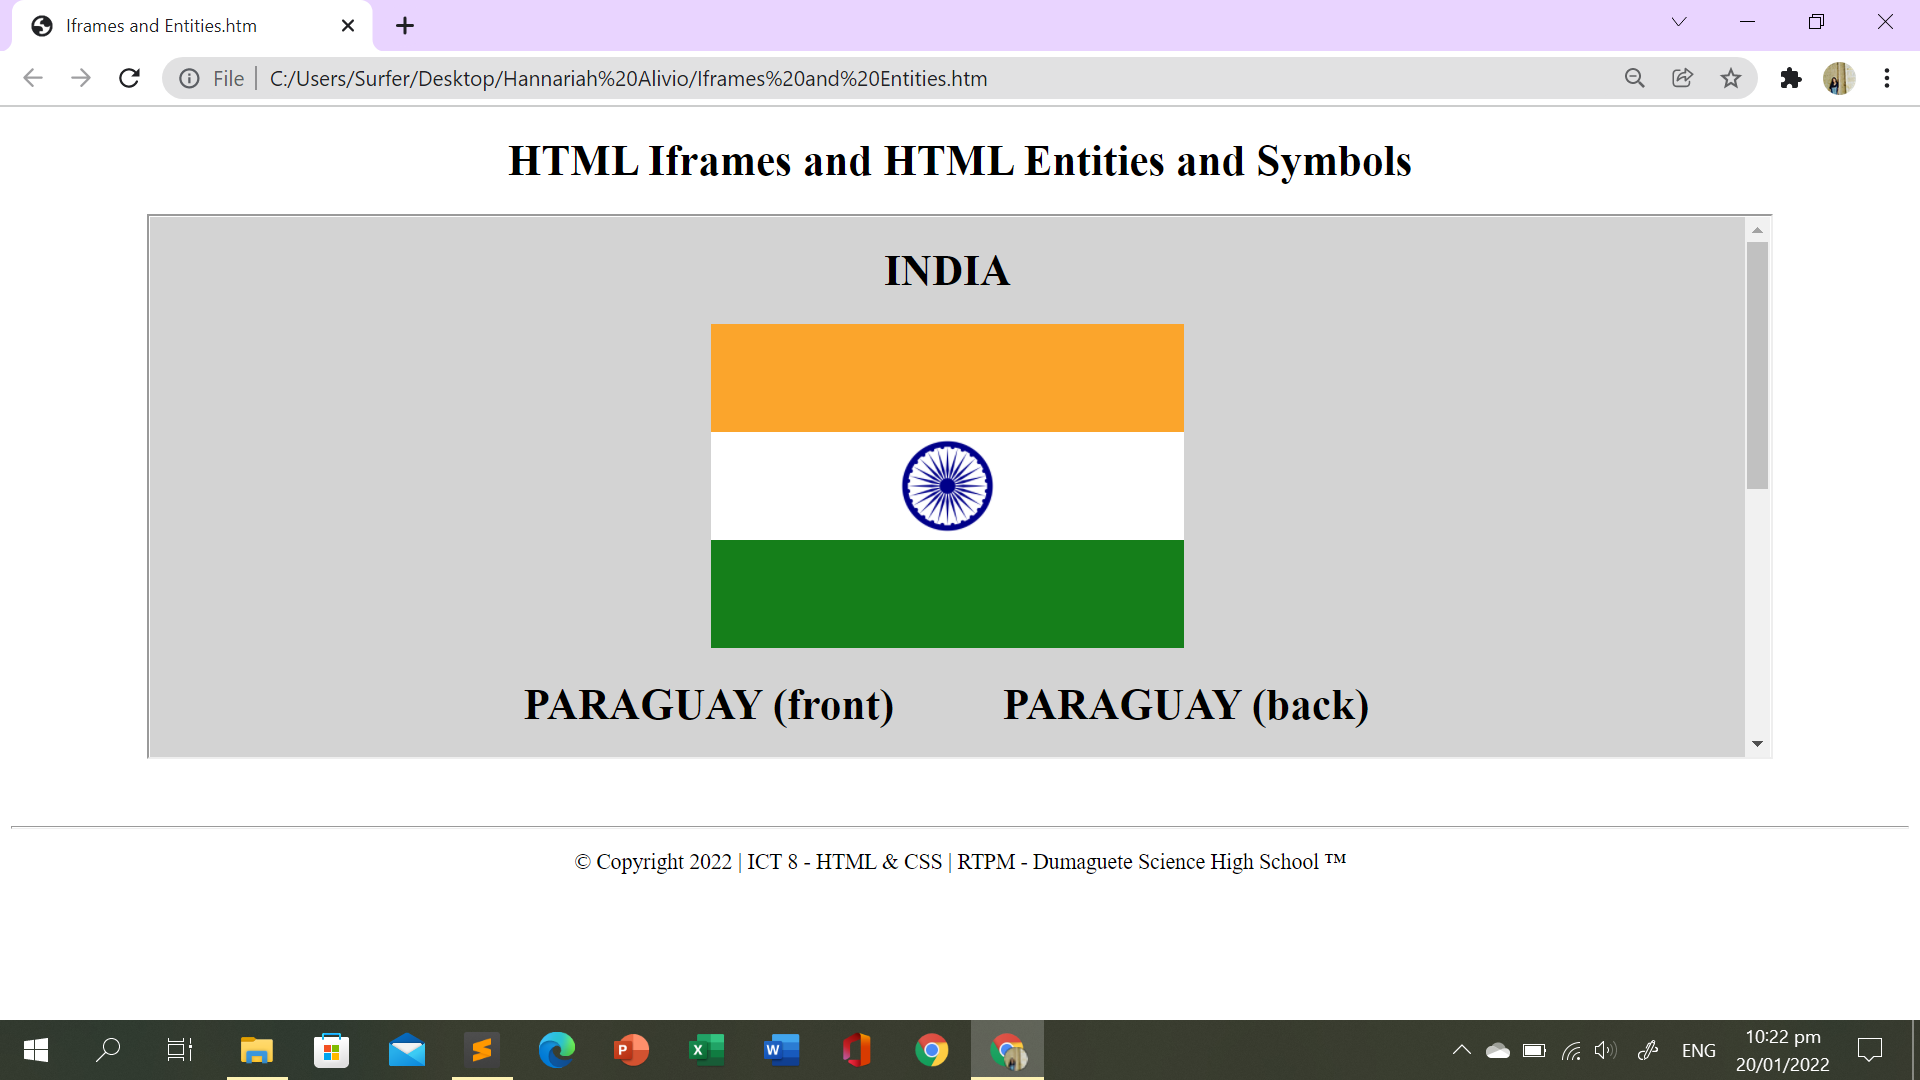 Iframes and Entities.htm
File | C:/Users/Surfer/Desktop/Hannariah%20Alivio/Iframes%20and%20Entities.htm
HTML Iframes and HTML Entities and Symbols
INDIA
PARAGUAY (front) PARAGUAY (back)
© Copyright 2022 | ICT 8 - HTML & CSS | RTPM - Dumaguete Science High School ™
P X W ENG 10:22 pm
20/01/2022